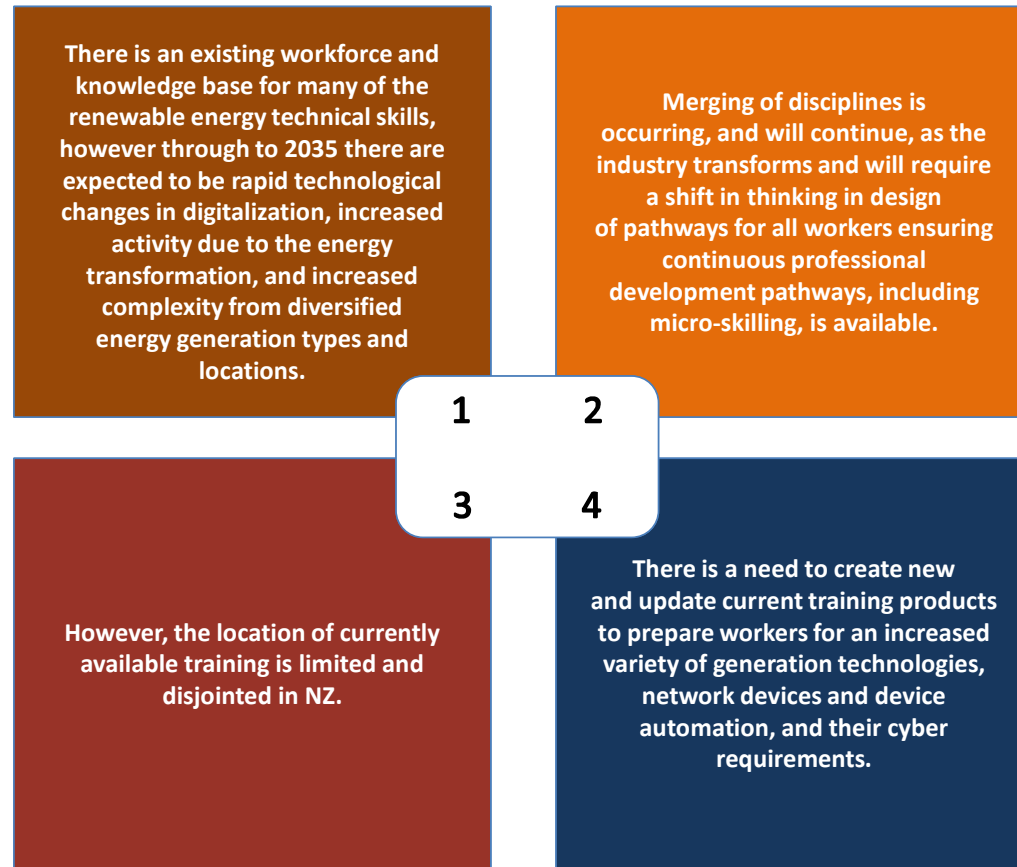 There is an existing workforce and
knowledge base for many of the
renewable energy technical skills,
however through to 2035 there are
expected to be rapid technological
changes in digitalization, increased
activity due to the energy
transformation, and increased
complexity from diversified
energy generation types and
locations.
Merging of disciplines is
occurring, and will continue, as the
industry transforms and will require
a shift in thinking in design
of pathways for all workers ensuring
continuous professional
development pathways, including
micro-skilling, is available.
1 2
3 4
However, the location of currently
available training is limited and
disjointed in NZ.
There is a need to create new
and update current training products
to prepare workers for an increased
variety of generation technologies,
network devices and device
automation, and their cyber
requirements.